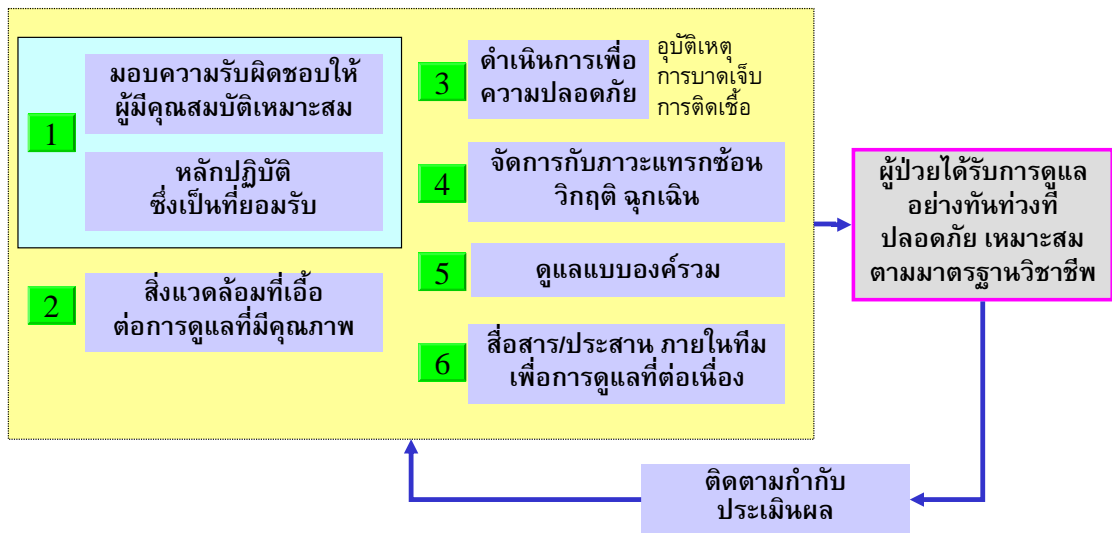 1
มอบความรับผิดชอบให้
ผู้มีคุณสมบัติเหมาะสม
หลักปฏิบัติ
ซึ่งเป็นที่ยอมรับ
2
สิ่งแวดล้อมที่เอื้อ
ต่อการดูแลที่มีคุณภาพ
3
ดำเนินการเพื่อ
ความปลอดภัย
อุบัติเหตุ
การบาดเจ็บ
การติดเชื้อ
4
จัดการกับภาวะแทรกซ้อน
วิกฤติ ฉุกเฉิน
5
ดูแลแบบองค์รวม
6
สื่อสาร/ประสาน ภายในทีม
เพื่อการดูแลที่ต่อเนื่อง
ผู้ป่วยได้รับการดูแล
อย่างทันท่วงที
ปลอดภัย เหมาะสม
ตามมาตรฐานวิชาชีพ
ติดตามกำกับ
ประเมินผล